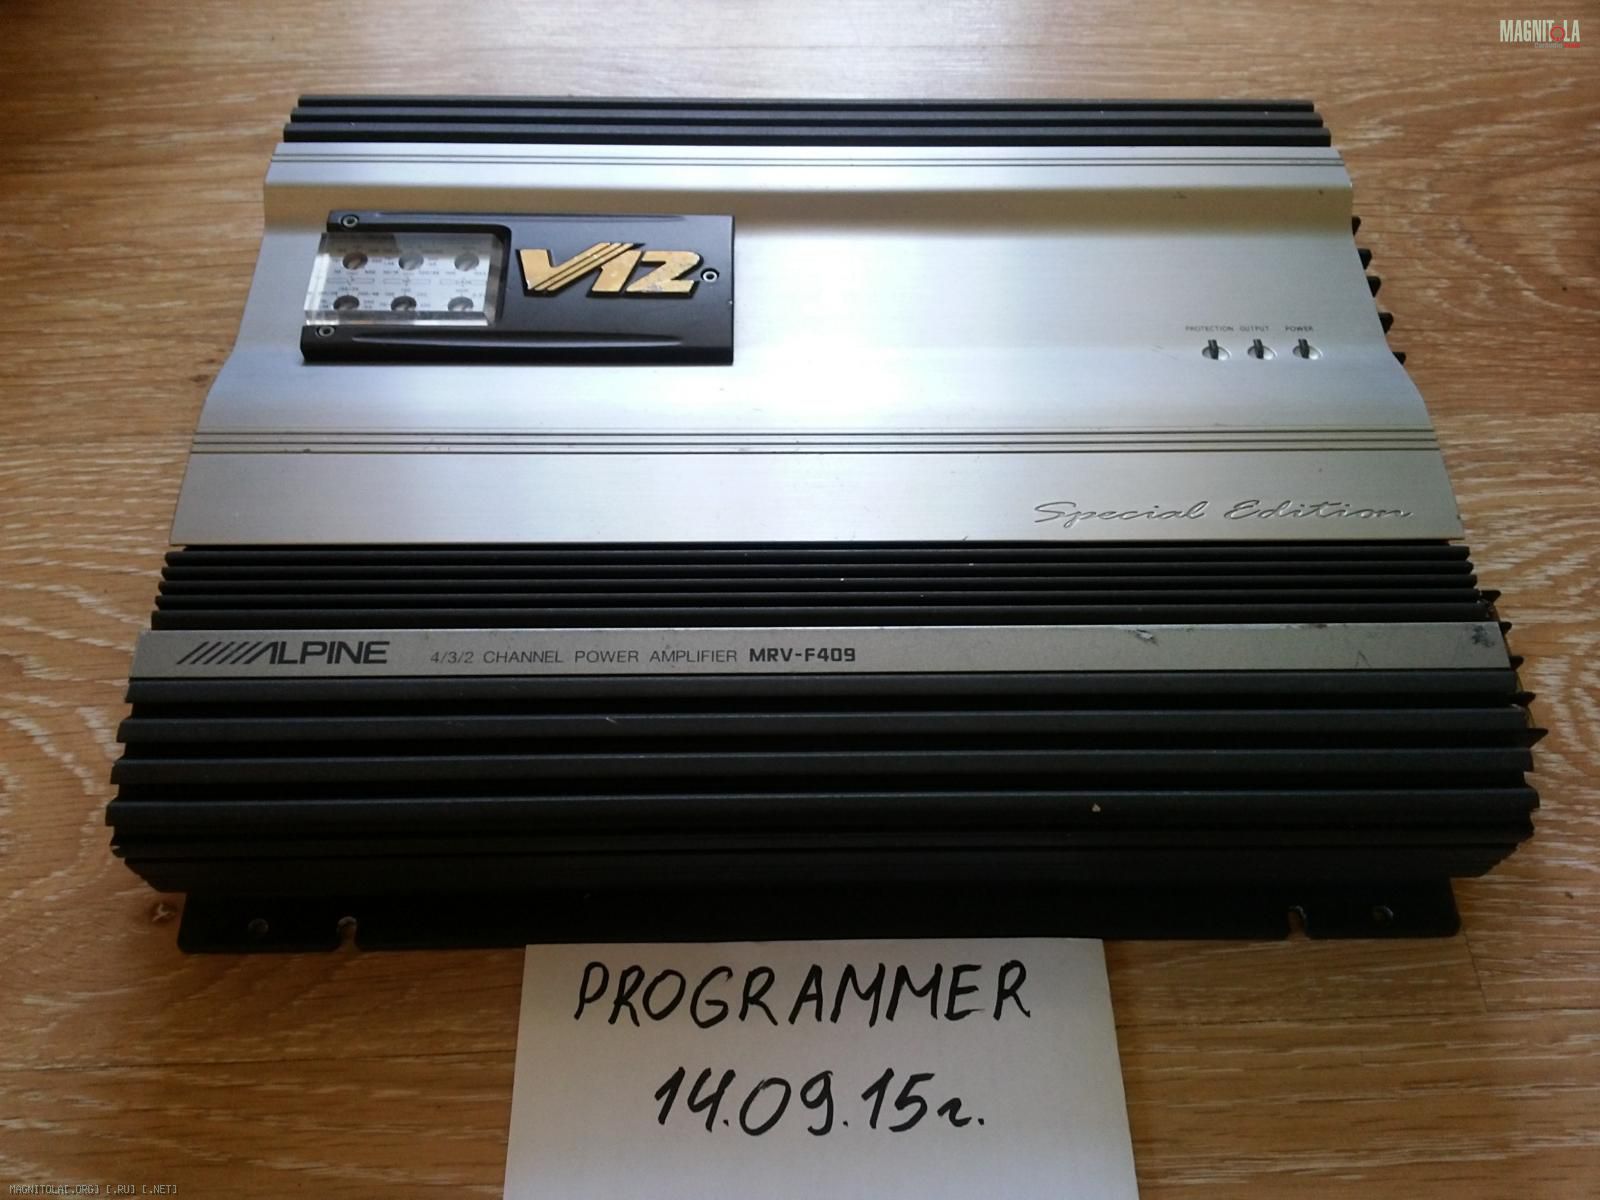 MAGNITOLA
V12
PROTECTION OUTPUT POWER
Special Edition
ALPINE 4/3/2 CHANNEL POWER AMPLIFIER MRV-F409
PROGRAMMER
14.09.15г.
MAGNITOLA[.ORG] [.RU] [.NET]